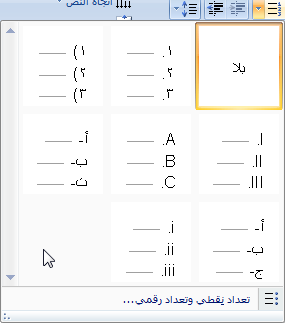 اتجاه النص
بلا
١.
٢.
٣.
١)
٢)
٣)
I.
II.
III.
A.
B.
C.
أ-
ب-
ت-
أ-
ب-
ج-
i.
ii.
iii.
تعداد نقطي وتعداد رقمي...